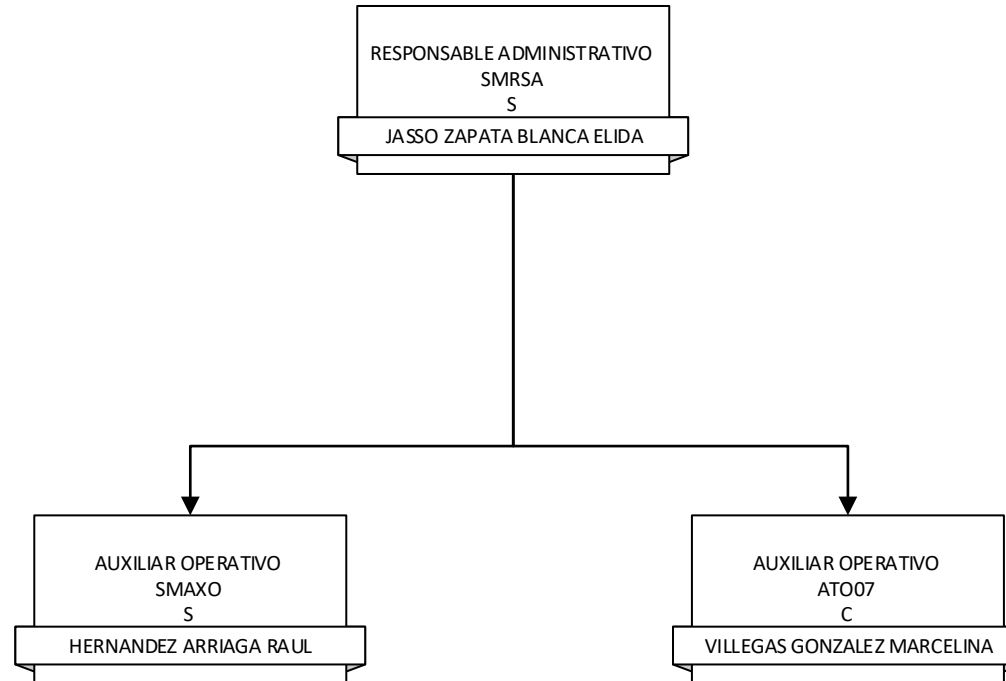 RESPONSABLE ADMINISTRATIVO
SMRSA
S
JASSO ZAPATA BLANCA ELIDA
AUXILIAR OPERATIVO
SMAXO
S
HERNANDEZ ARRIAGA RAUL
AUXILIAR OPERATIVO
ATO07
C
VILLEGAS GONZALEZ MARCELINA